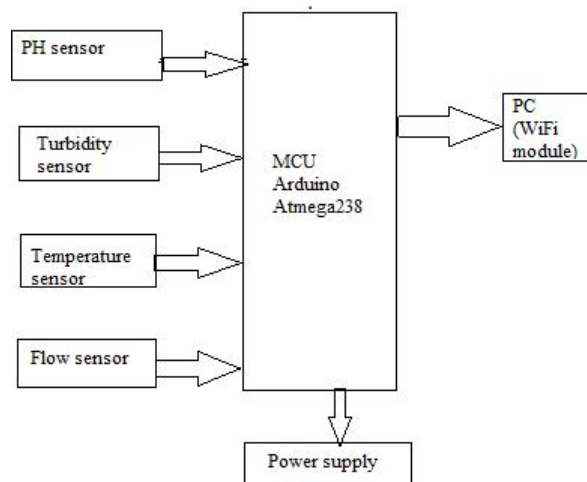 PH sensor
Turbidity
sensor
Temperature
sensor
Flow sensor
MCU
Arduino
Atmega238
PC
(WiFi
module)
Power supply